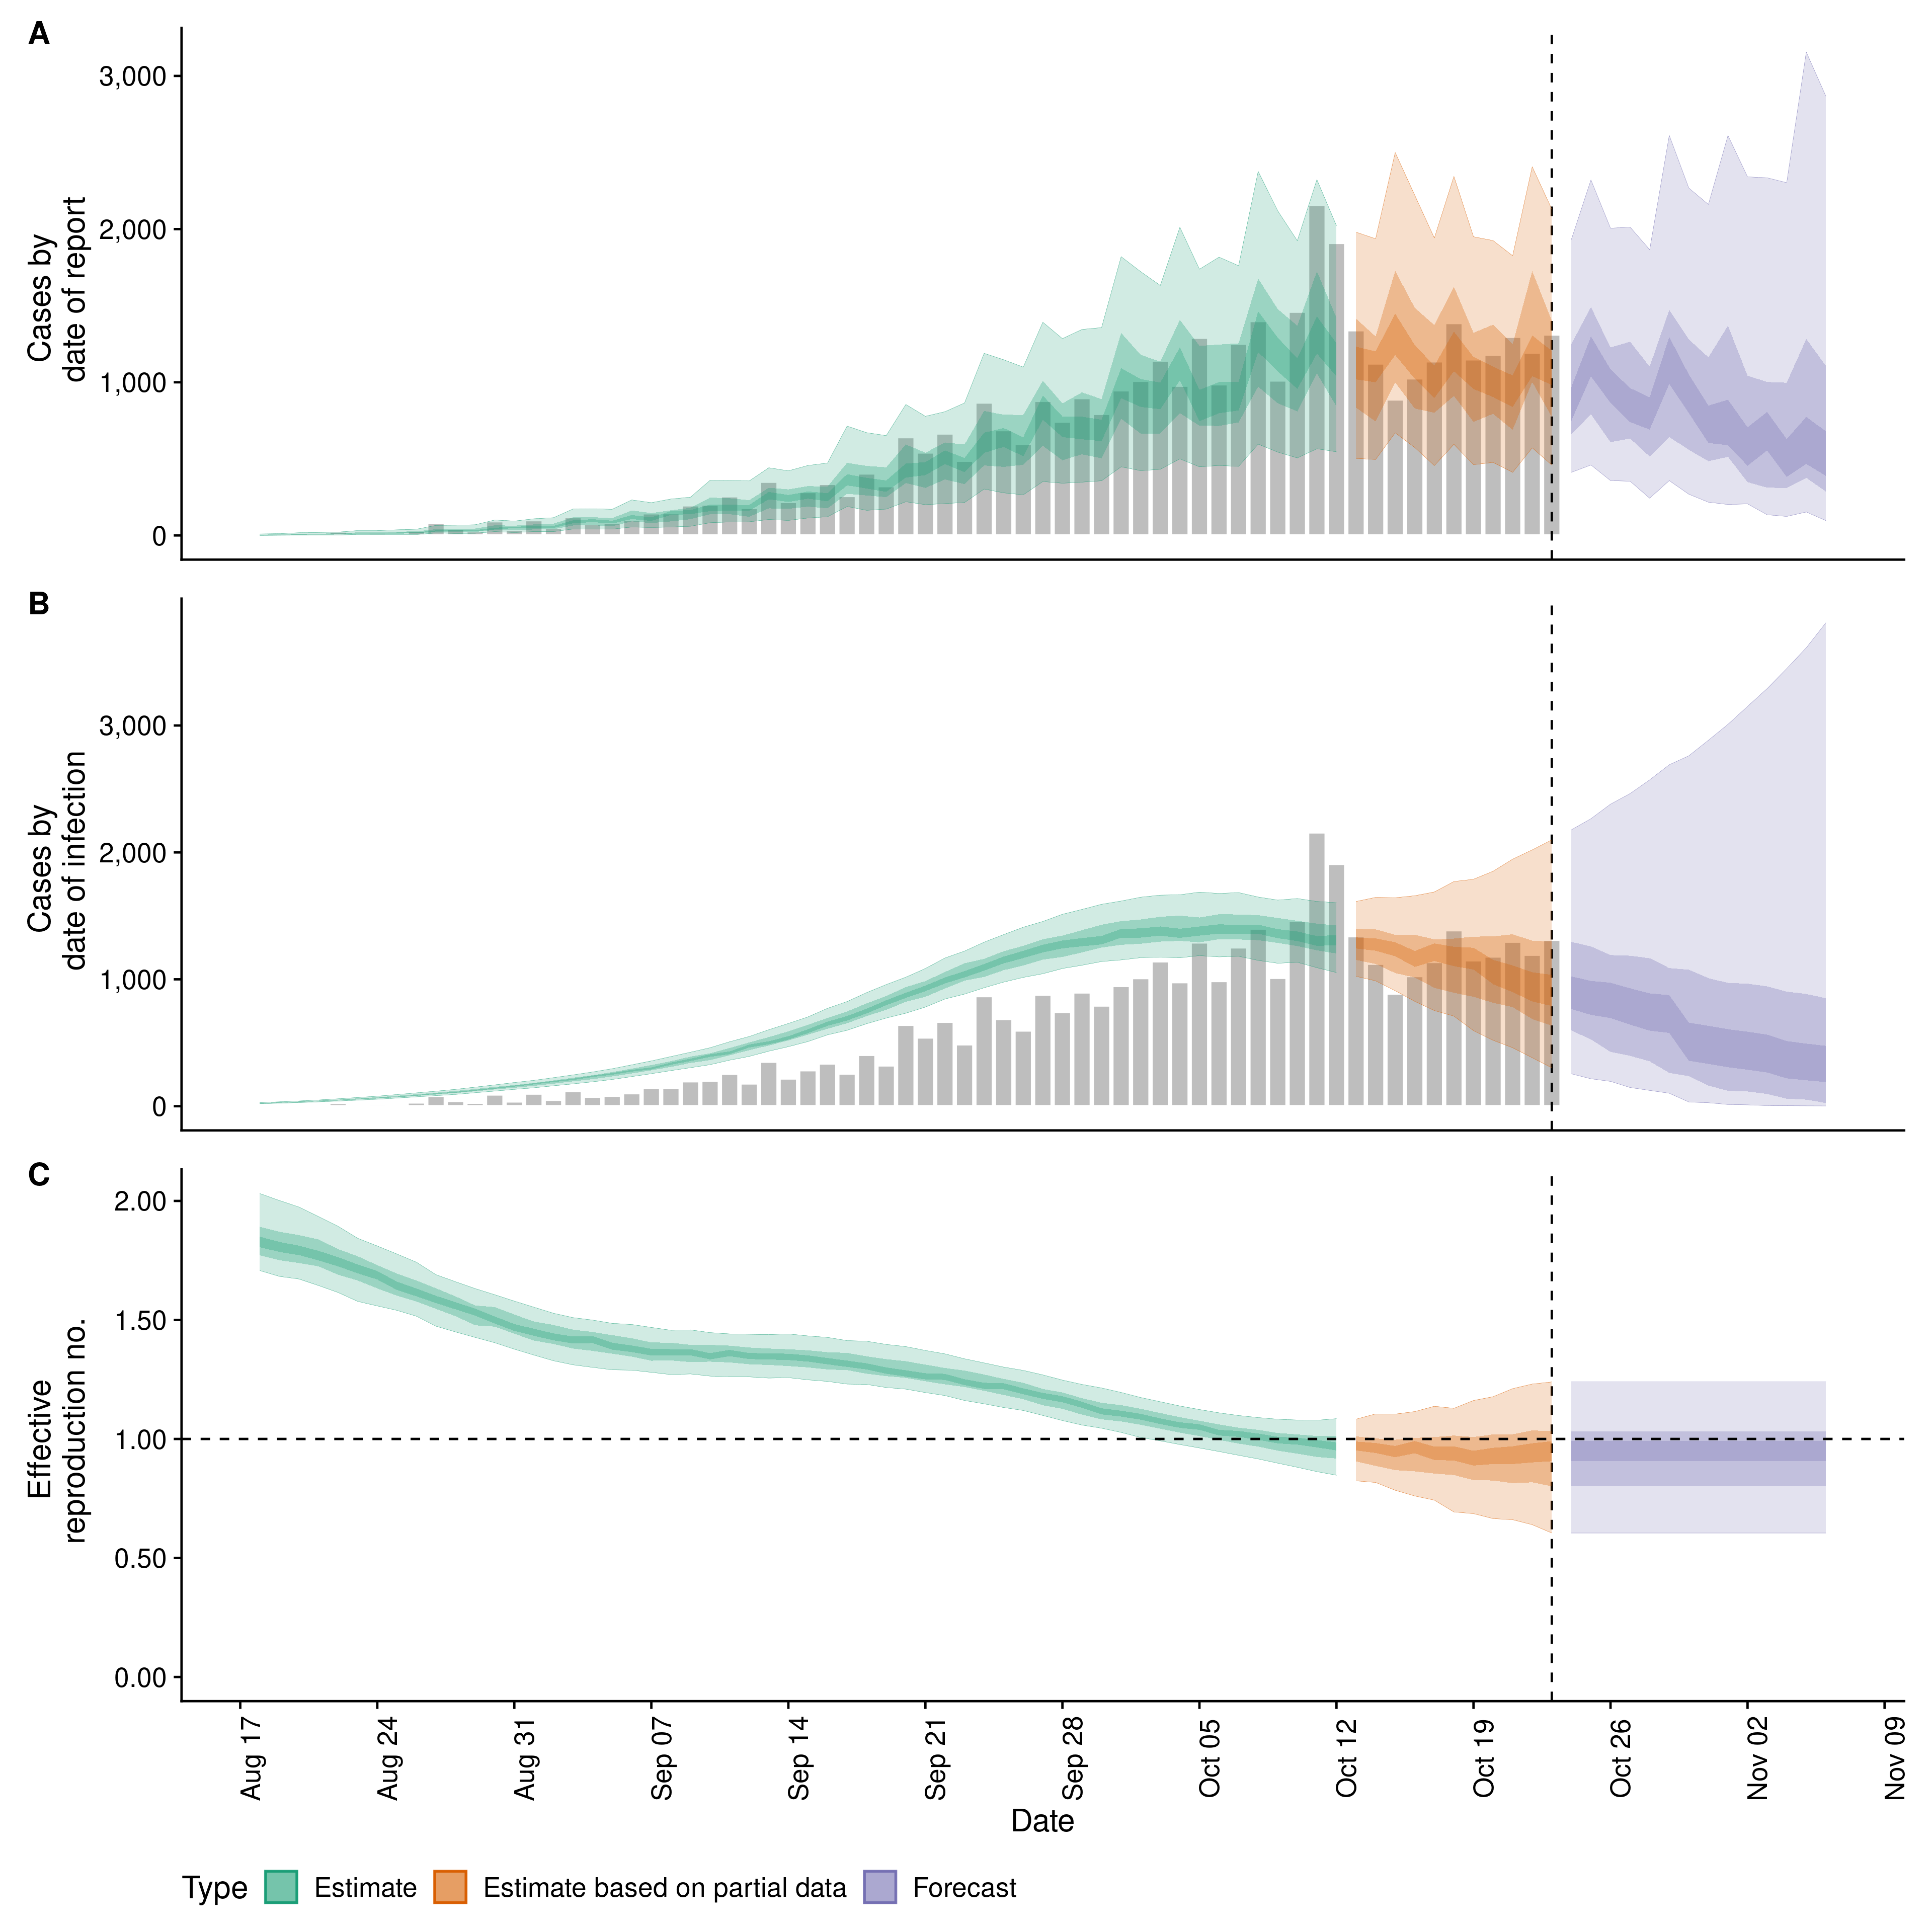 A
Cases by
date of report
3,000
2,000
1,000
0
B
Cases by
date of infection
3,000
2,000
1,000
0
C
Effective
reproduction no.
2.00
1.50
1.00
0.50
0.00
Aug 17
Aug 24
Aug 31
Sep 07
Sep 14
Sep 21
Sep 28
Oct 05
Oct 12
Oct 19
Oct 26
Nov 02
Nov 09
Date
Type Estimate Estimate based on partial data Forecast